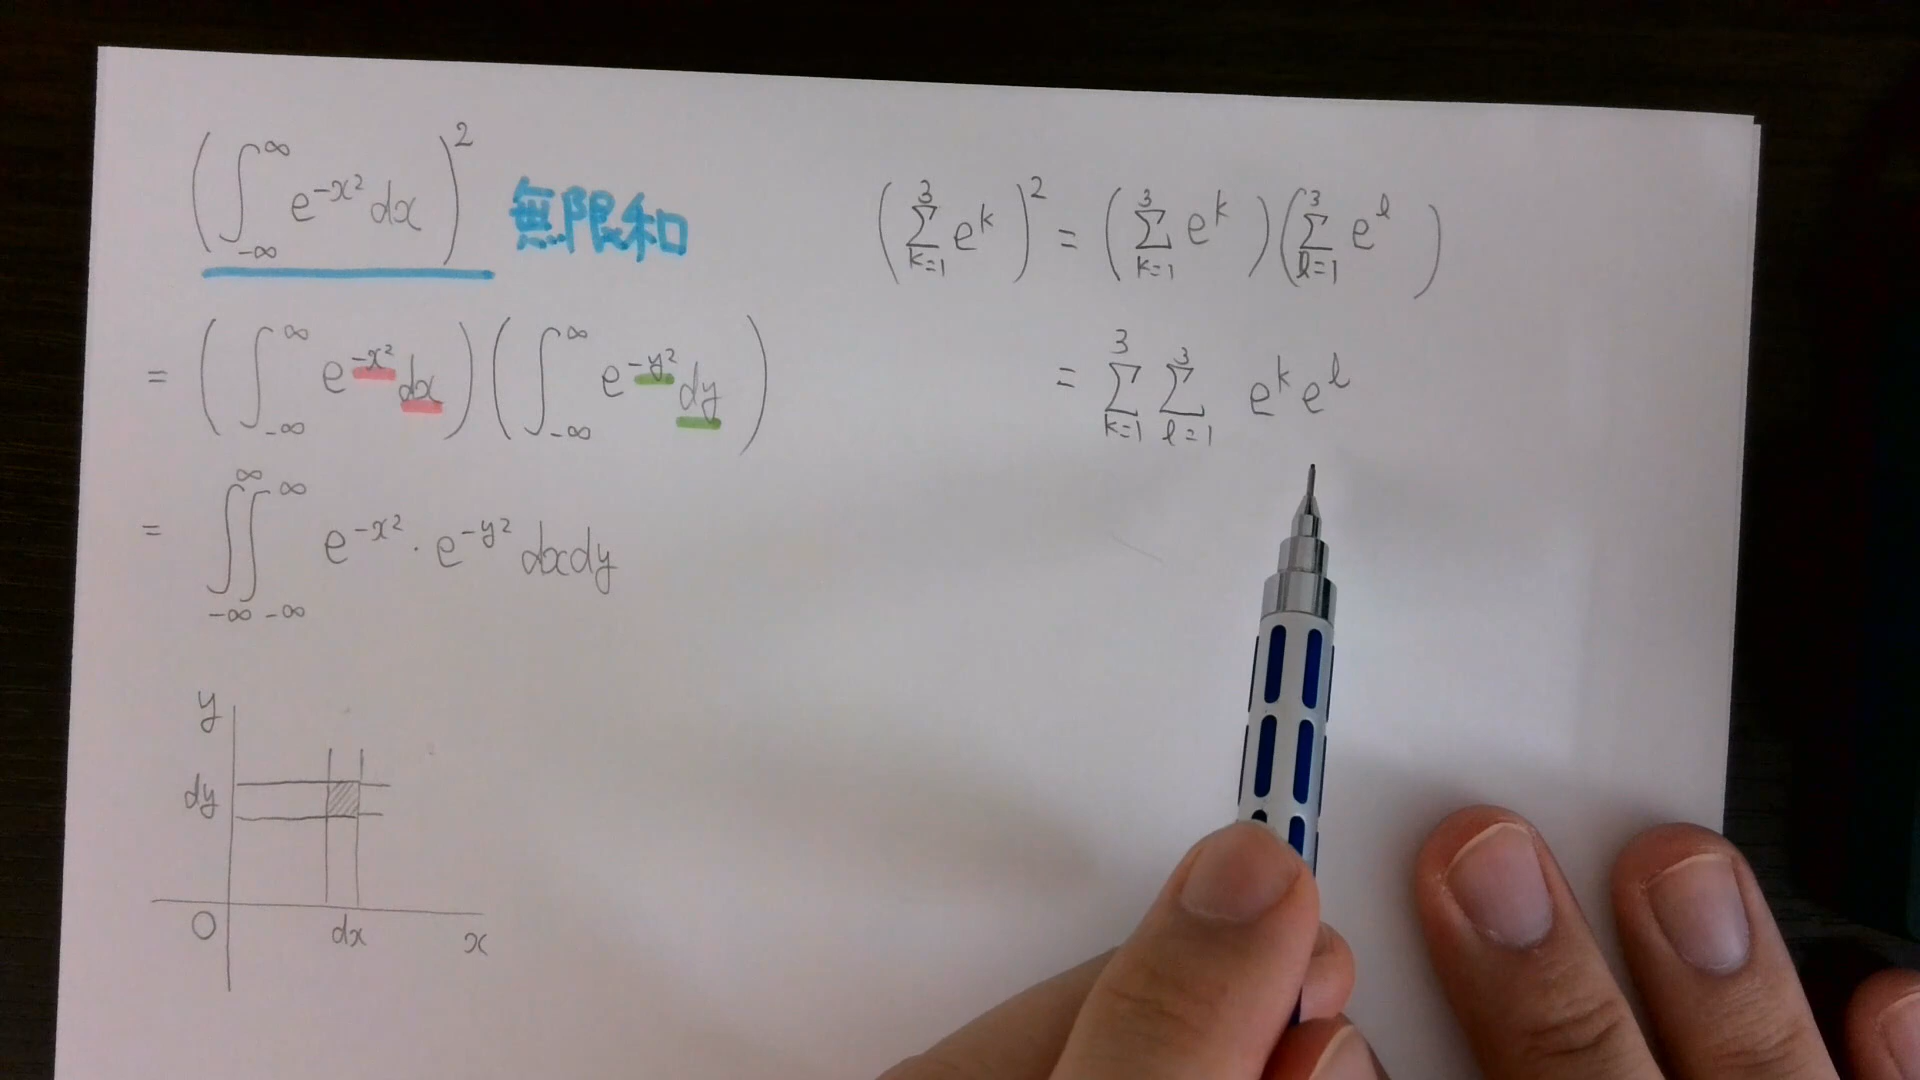 (∫_{-∞}^{∞} e^{-x²} dx)² 無限和
= (∫_{-∞}^{∞} e^{-x²} dx)(∫_{-∞}^{∞} e^{-y²} dy)
= ∫_{-∞}^{∞}∫_{-∞}^{∞} e^{-x²}・e^{-y²} dxdy
y
dy
O dx x
(Σ_{k=1}^{3} e^k)² = (Σ_{k=1}^{3} e^k)(Σ_{l=1}^{3} e^l)
= Σ_{k=1}^{3} Σ_{l=1}^{3} e^k e^l